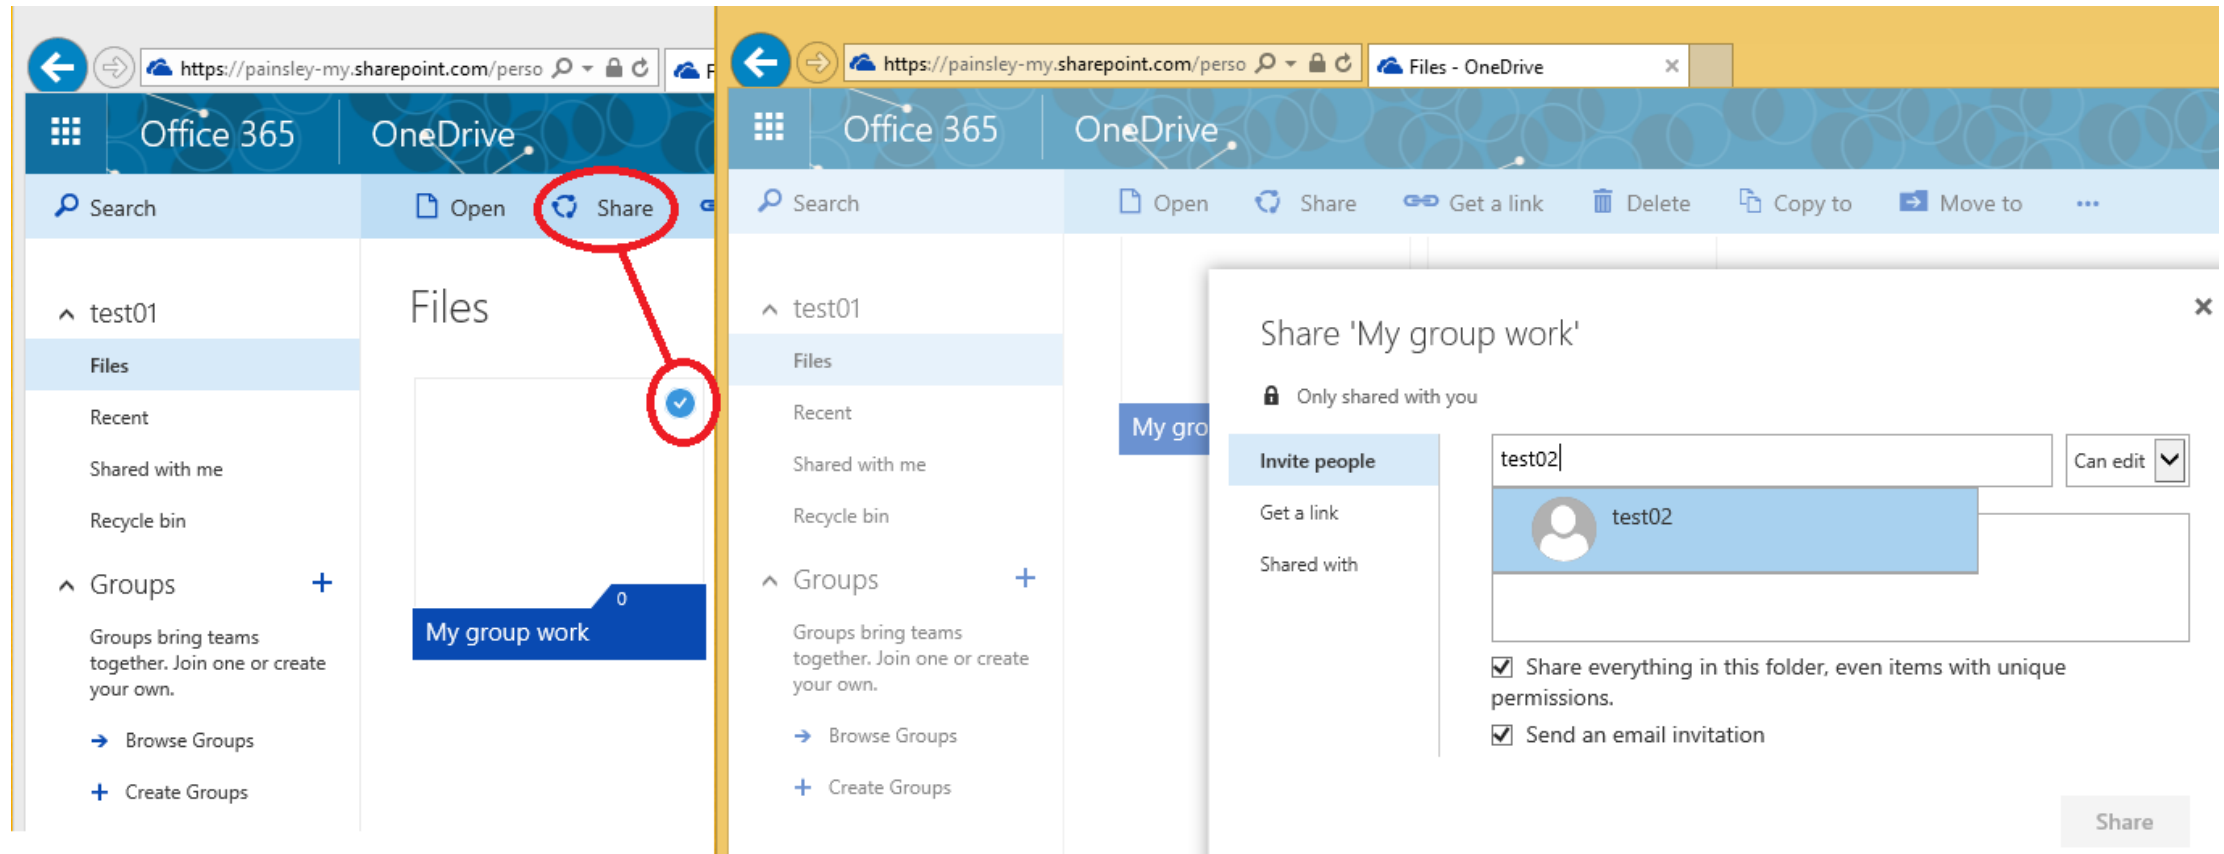 https://painsley-my.sharepoint.com/perso
Office 365
OneDrive
Search
Open
Share
test01
Files
Recent
Shared with me
Recycle bin
Groups
Groups bring teams
together. Join one or create
your own.
Browse Groups
Create Groups
Files
0
My group work
https://painsley-my.sharepoint.com/perso
Files - OneDrive
Office 365
OneDrive
Search
Open
Share
Get a link
Delete
Copy to
Move to
test01
Files
Recent
Shared with me
Recycle bin
Groups
Groups bring teams
together. Join one or create
your own.
Browse Groups
Create Groups
My gro
Share 'My group work'
Only shared with you
Invite people
Get a link
Shared with
test02
Can edit
test02
Share everything in this folder, even items with unique
permissions.
Send an email invitation
Share